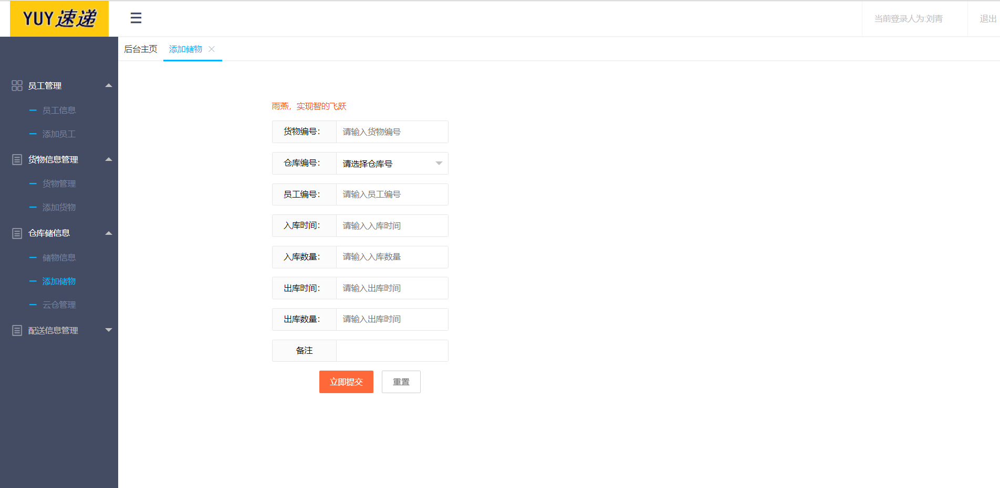 YUY速递
当前登录人为:刘青
退出
后台主页
添加储物
员工管理
员工信息
添加员工
货物信息管理
货物管理
添加货物
仓库储信息
储物信息
添加储物
云仓管理
配送信息管理
雨燕，实现智的飞跃
货物编号： 请输入货物编号
仓库编号： 请选择仓库号
员工编号： 请输入员工编号
入库时间： 请输入入库时间
入库数量： 请输入入库数量
出库时间： 请输入出库时间
出库数量： 请输入出库时间
备注
立即提交 重置